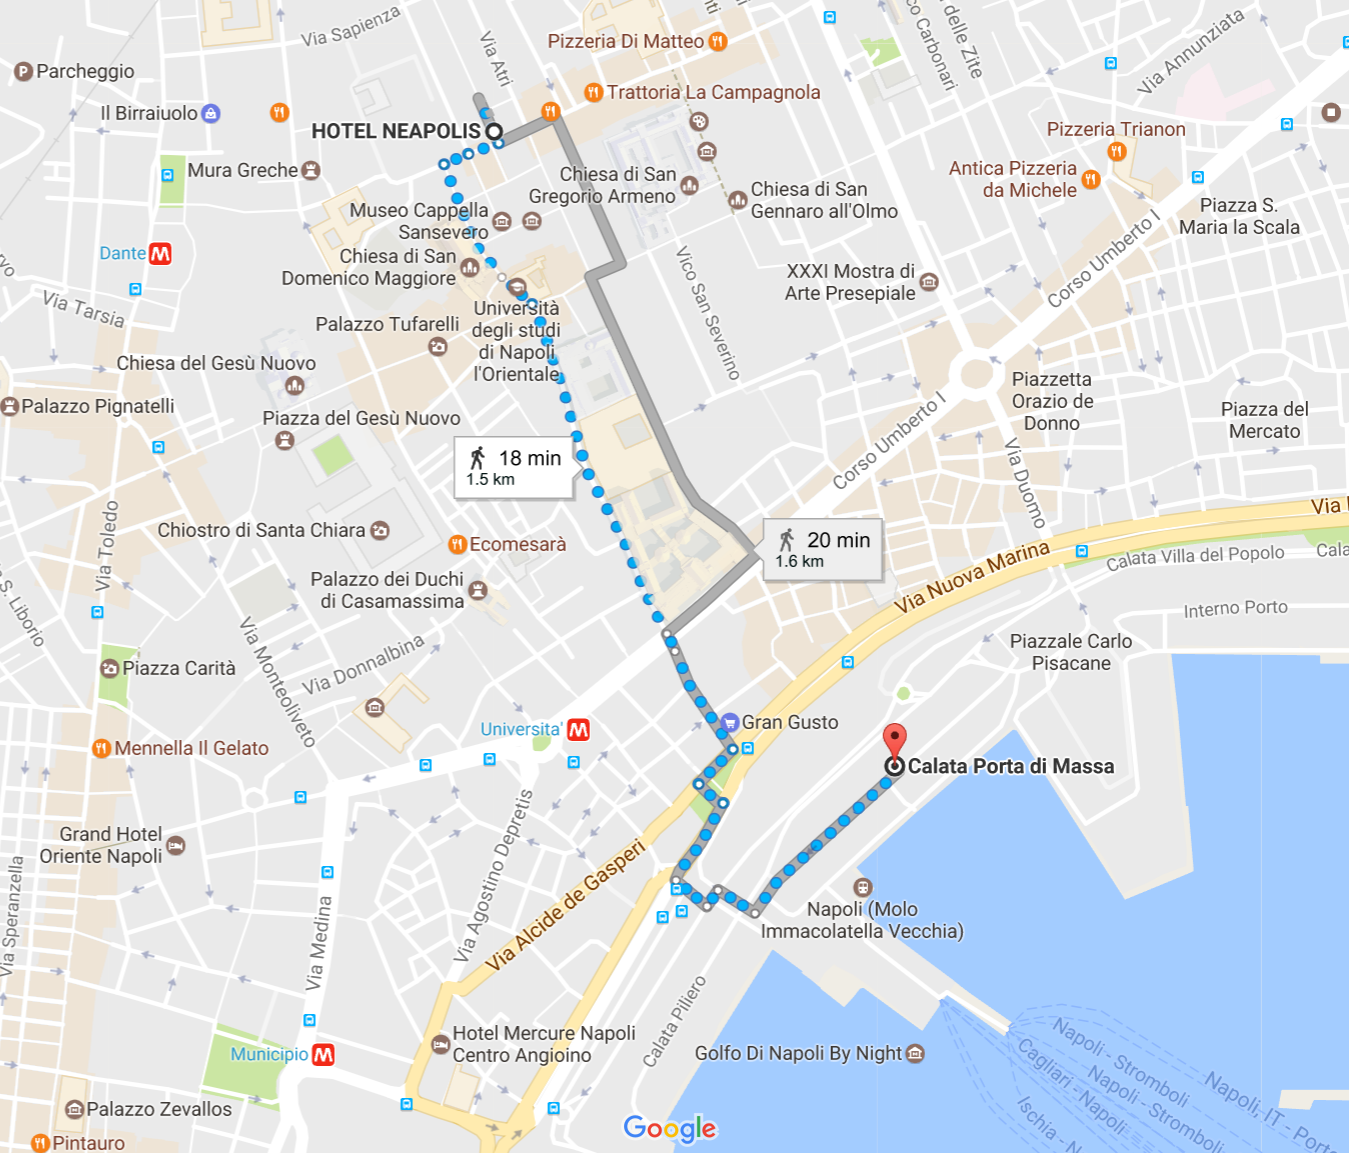 Via Sapienza
Via Atri
Pizzeria Di Matteo
co Carbonari
delle Zite
Via Annunziata
Parcheggio
Il Birraiuolo
Trattoria La Campagnola
HOTEL NEAPOLIS
Pizzeria Trianon
Mura Greche
Chiesa di San
Gregorio Armeno
Chiesa di San
Gennaro all'Olmo
Antica Pizzeria
da Michele
Piazza S.
Maria la Scala
Museo Cappella
Sansevero
Dante
Chiesa di San
Domenico Maggiore
Corso Umberto I
XXXI Mostra di
Arte Presepiale
Vico San Severino
Via Tarsia
Palazzo Tufarelli
Università
degli studi
di Napoli
l'Orientale
Chiesa del Gesù Nuovo
Palazzo Pignatelli
Piazza del Gesù Nuovo
Piazzetta
Orazio de
Donno
Piazza del
Mercato
Corso Umberto I
Via Duomo
18 min
1.5 km
Via Toledo
Chiostro di Santa Chiara
Ecomesarà
20 min
1.6 km
Via Nuova Marina
Calata Villa del Popolo
S. Liborio
Palazzo dei Duchi
di Casamassima
Interno Porto
Via Monteoliveto
Via Donnalbina
Piazzale Carlo
Pisacane
Piazza Carità
Universita'
Gran Gusto
Mennella Il Gelato
Calata Porta di Massa
Grand Hotel
Oriente Napoli
Via Agostino Depretis
Via Alcide de Gasperi
Via Speranzella
Via Medina
Napoli (Molo
Immacolatella Vecchia)
Calata Piliero
Municipio
Hotel Mercure Napoli
Centro Angioino
Golfo Di Napoli By Night
Napoli - Stromboli
Cagliari - Napoli
Napoli - Stromboli
Napoli, IT - Porto
Ischia - N
Palazzo Zevallos
Pintauro
Google